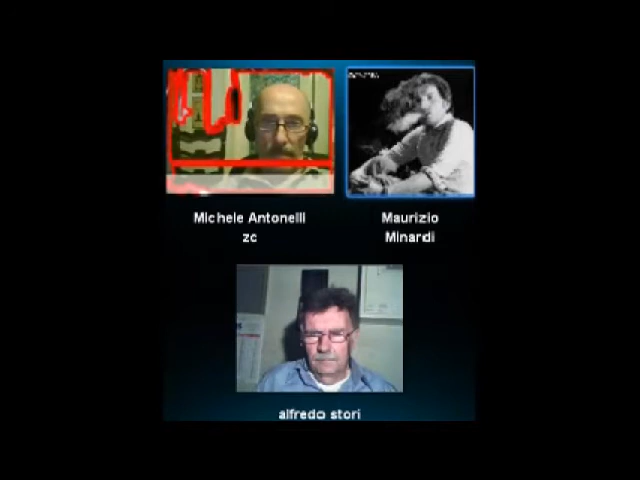 Michele Antonelli
zc
Maurizio
Minardi
alfredo stori